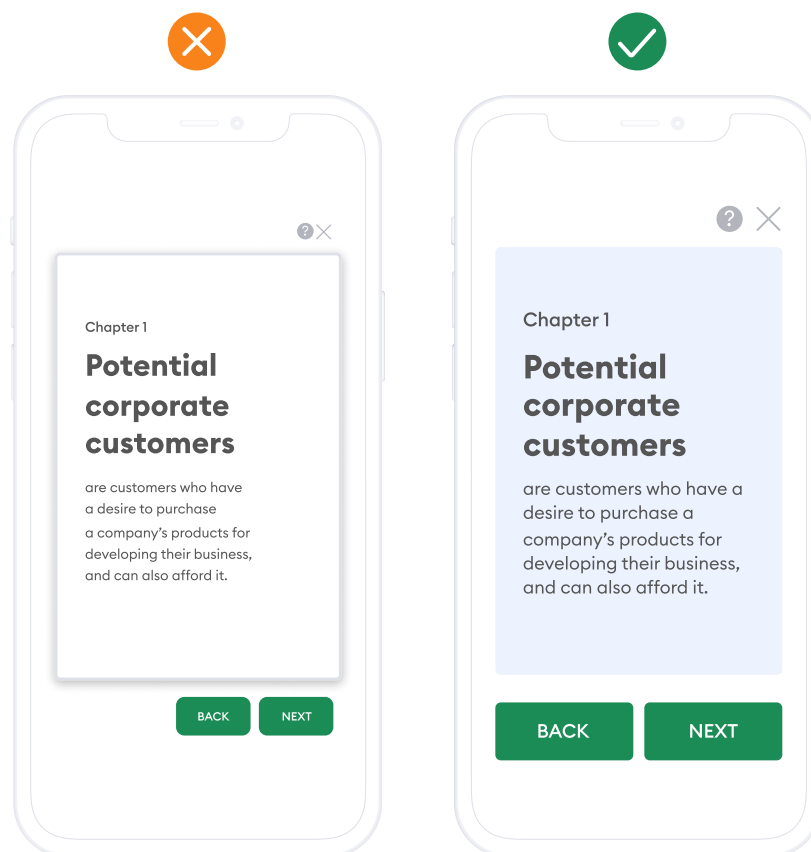 ?
Chapter 1
Potential
corporate
customers
are customers who have
a desire to purchase
a company’s products for
developing their business,
and can also afford it.
BACK NEXT
?
Chapter 1
Potential
corporate
customers
are customers who have a
desire to purchase a
company’s products for
developing their business,
and can also afford it.
BACK NEXT